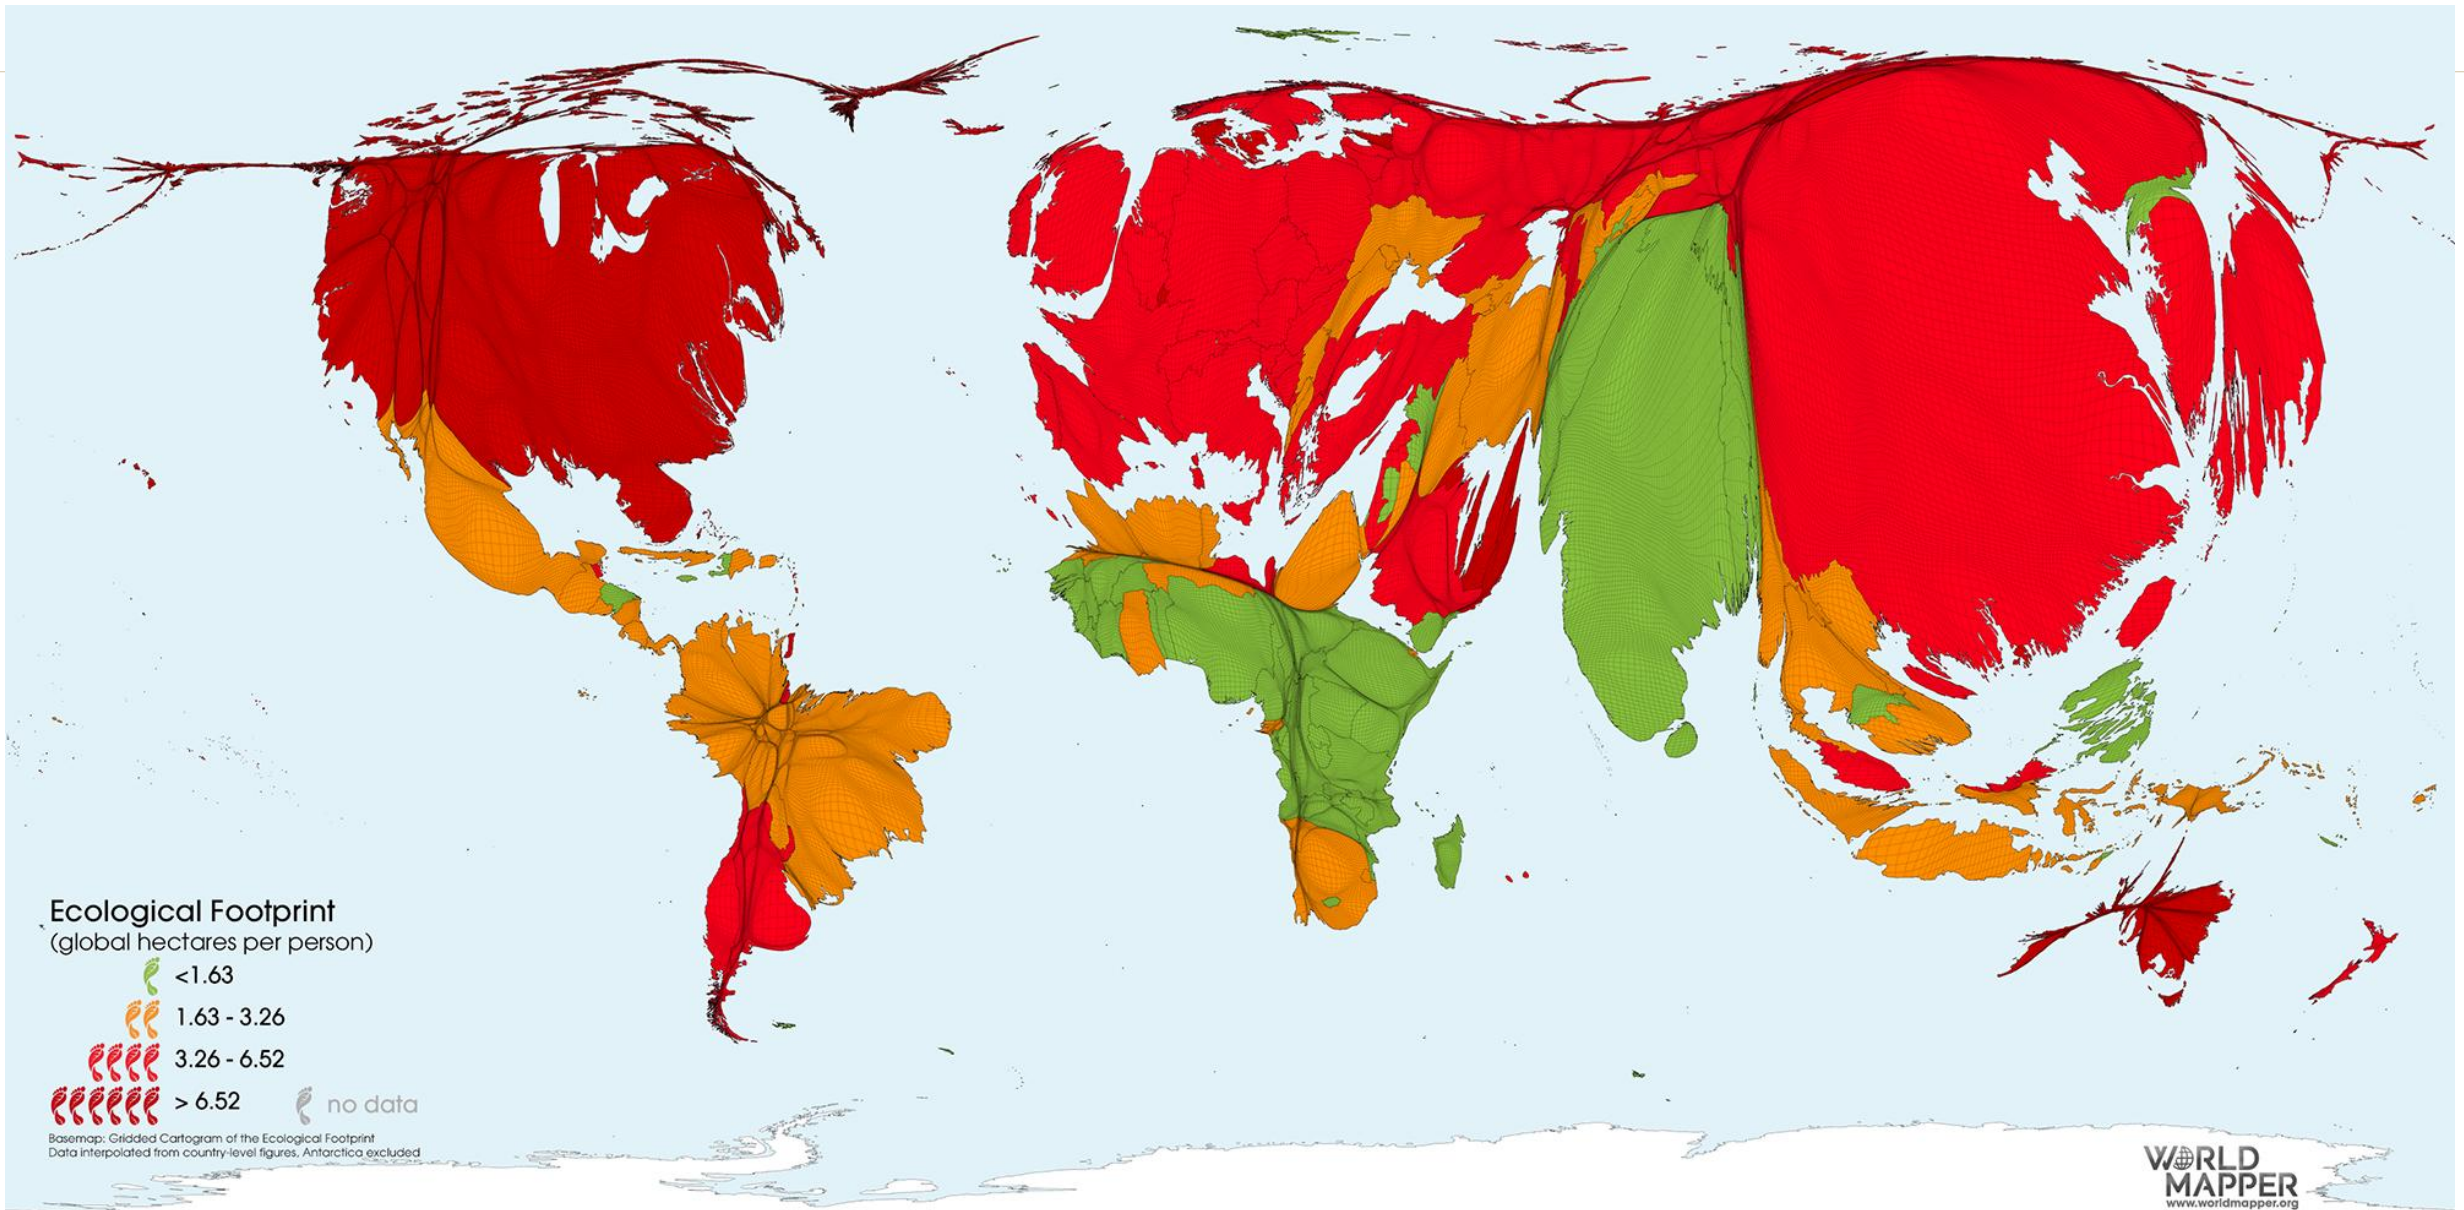 Ecological Footprint
(global hectares per person)
<1.63
1.63 - 3.26
3.26 - 6.52
> 6.52
no data
Basemap: Gridded Cartogram of the Ecological Footprint
Data interpolated from country-level figures, Antarctica excluded
WORLD
MAPPER
www.worldmapper.org